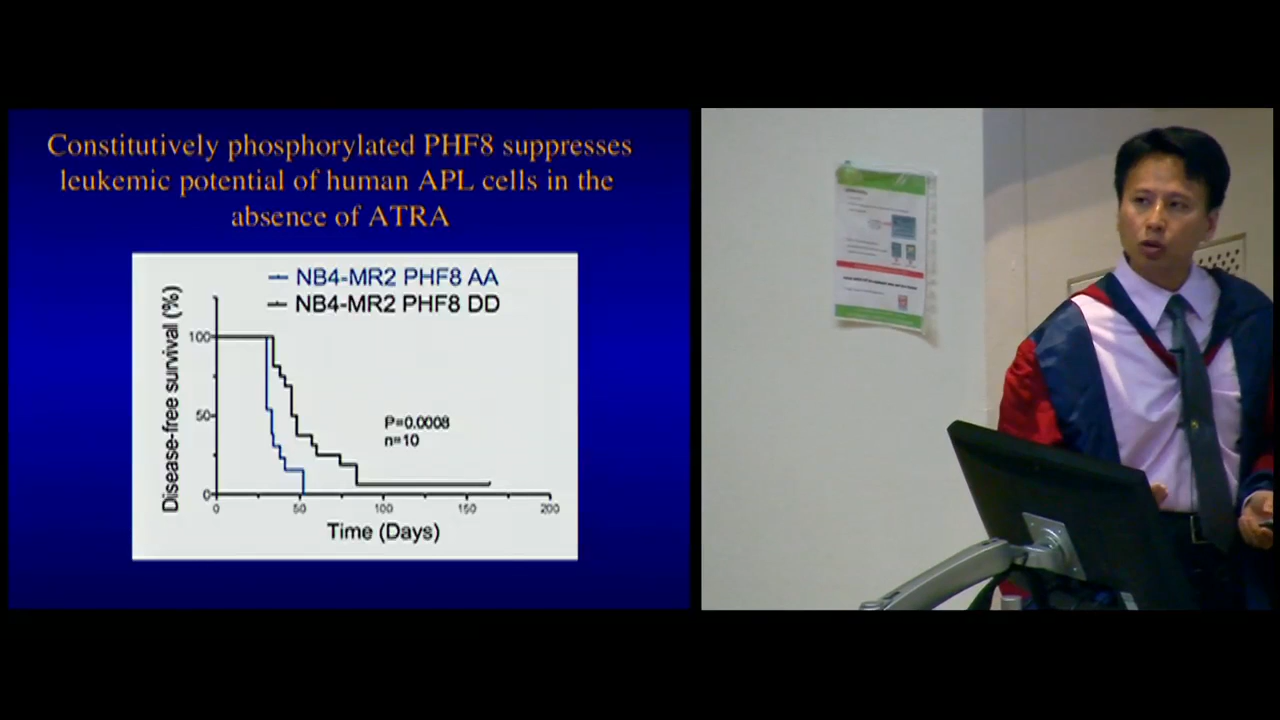 Constitutively phosphorylated PHF8 suppresses
leukemic potential of human APL cells in the
absence of ATRA
NB4-MR2 PHF8 AA
NB4-MR2 PHF8 DD
Disease-free survival (%)
100
50
0
P=0.0008
n=10
0 50 100 150 200
Time (Days)